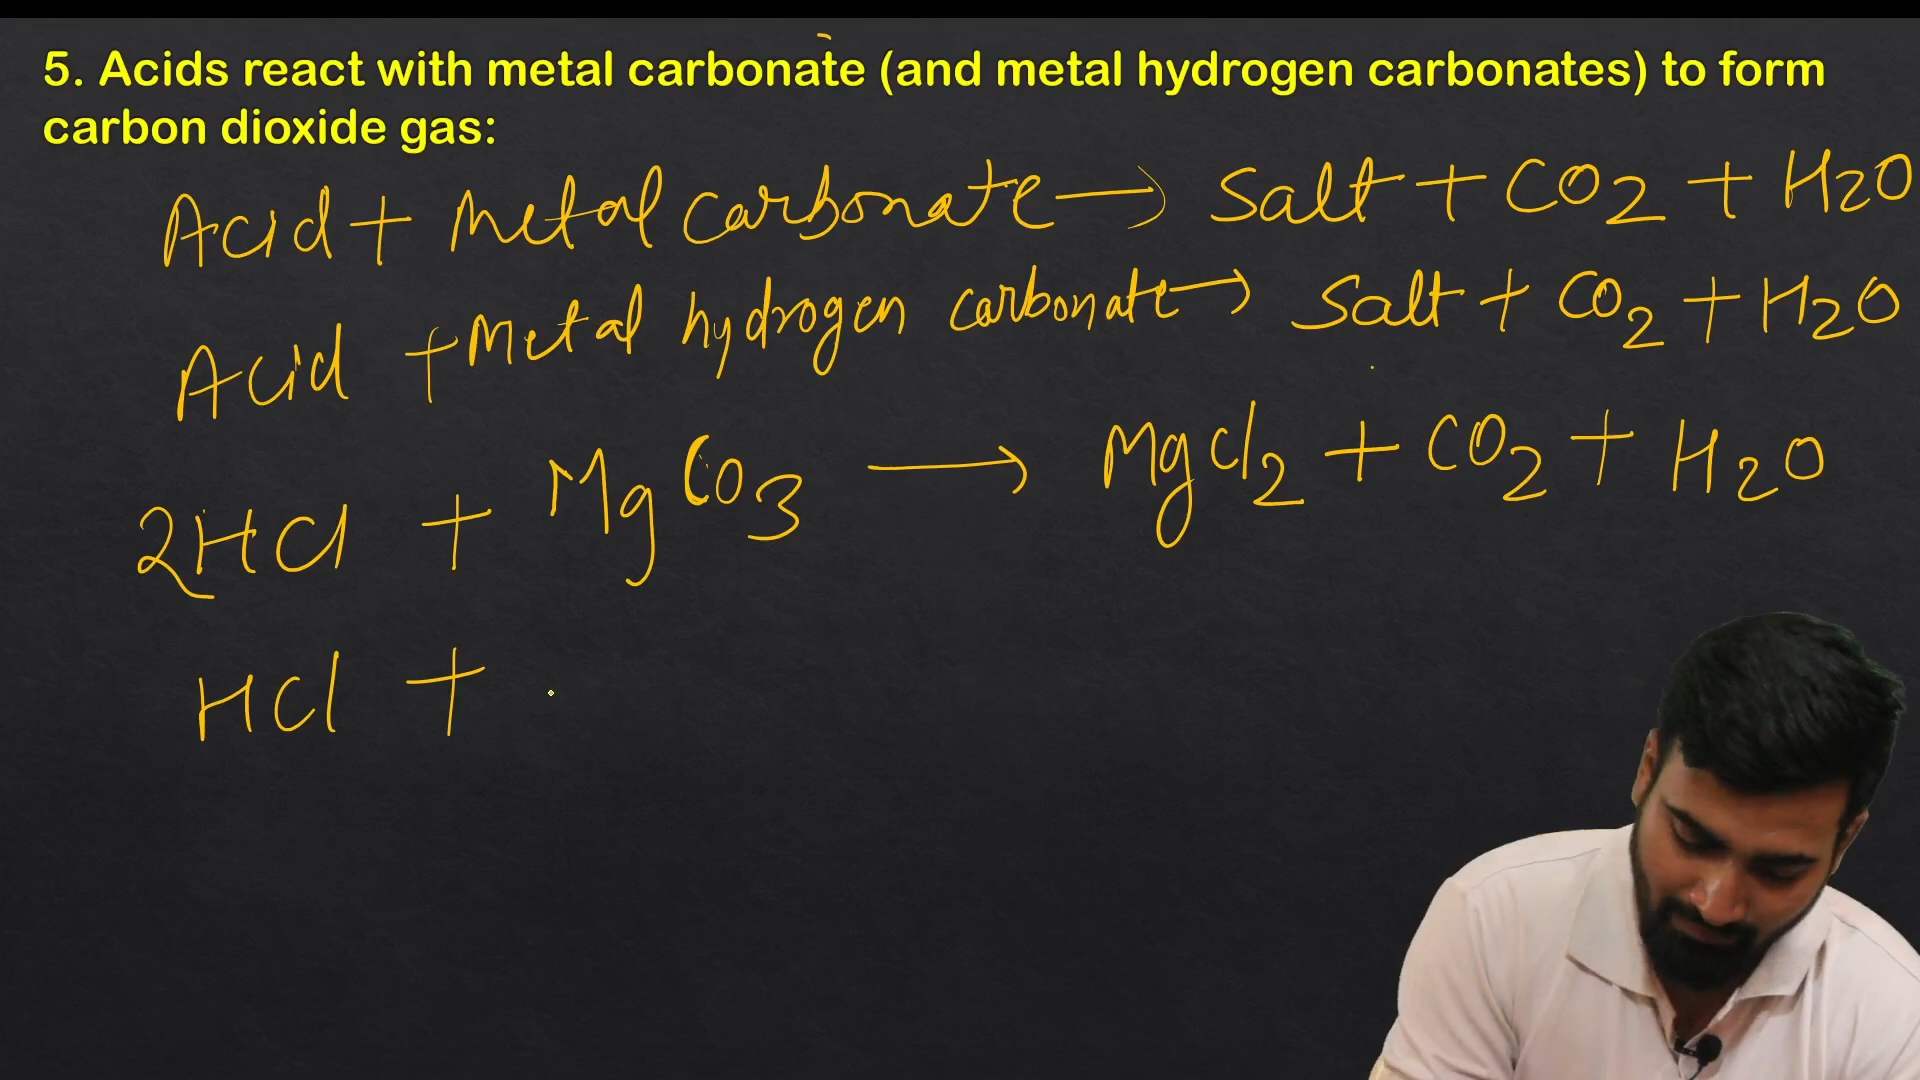 5. Acids react with metal carbonate (and metal hydrogen carbonates) to form
carbon dioxide gas:
Acid + Metal carbonate → Salt + CO2 + H2O
Acid + Metal hydrogen carbonate → Salt + CO2 + H2O
2HCl + MgCO3 → MgCl2 + CO2 + H2O
HCl +